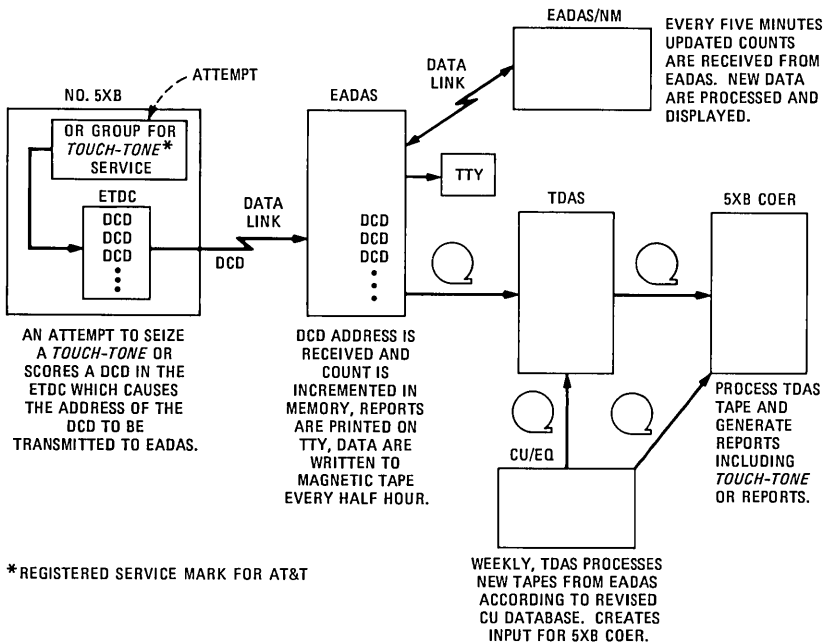 NO. 5XB
ATTEMPT
OR GROUP FOR
TOUCH-TONE*
SERVICE
ETDC
DCD
DCD
DCD
DATA
LINK
DCD
AN ATTEMPT TO SEIZE
A TOUCH-TONE OR
SCORES A DCD IN THE
ETDC WHICH CAUSES
THE ADDRESS OF THE
DCD TO BE
TRANSMITTED TO EADAS.
EADAS
DCD
DCD
DCD
DCD ADDRESS IS
RECEIVED AND
COUNT IS
INCREMENTED IN
MEMORY, REPORTS
ARE PRINTED ON
TTY, DATA ARE
WRITTEN TO
MAGNETIC TAPE
EVERY HALF HOUR.
DATA
LINK
EADAS/NM
EVERY FIVE MINUTES
UPDATED COUNTS
ARE RECEIVED FROM
EADAS. NEW DATA
ARE PROCESSED AND
DISPLAYED.
TTY
TDAS
5XB COER
PROCESS TDAS
TAPE AND
GENERATE
REPORTS
INCLUDING
TOUCH-TONE
OR REPORTS.
CU/EQ
WEEKLY, TDAS PROCESSES
NEW TAPES FROM EADAS
ACCORDING TO REVISED
CU DATABASE. CREATES
INPUT FOR 5XB COER.
*REGISTERED SERVICE MARK FOR AT&T